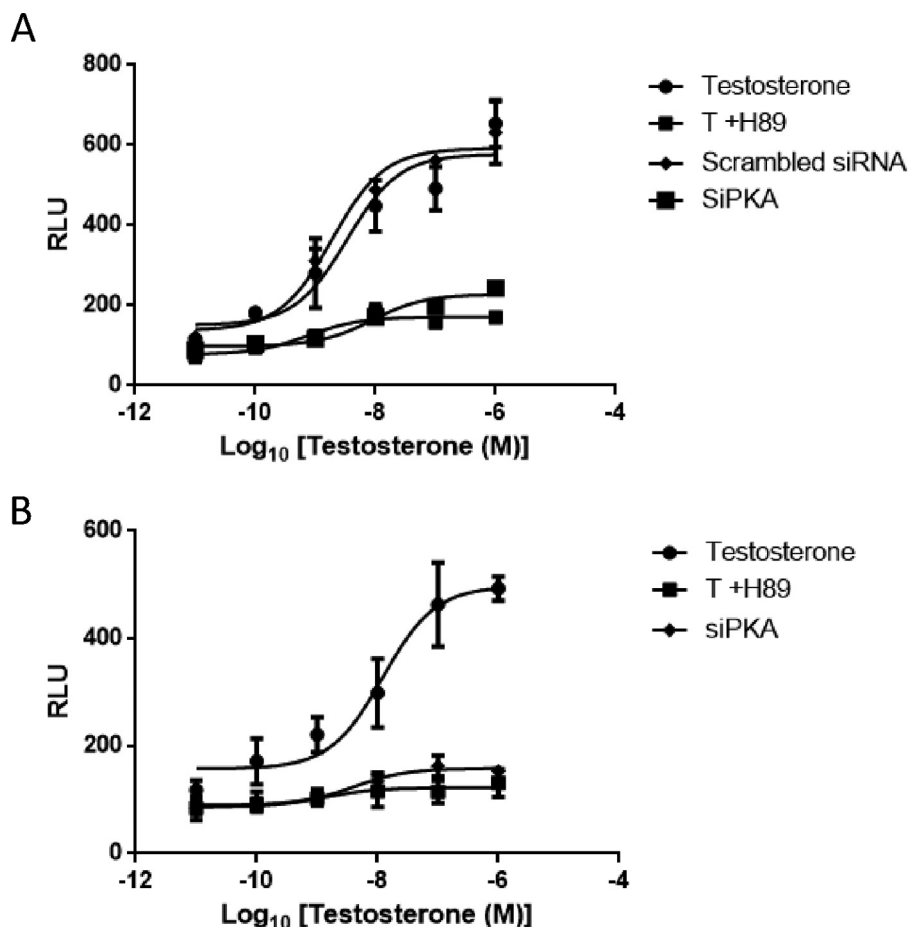 A
800
600
400
200
0
RLU
-12 -10 -8 -6 -4
Log10 [Testosterone (M)]
Testosterone
T +H89
Scrambled siRNA
SiPKA
B
600
400
200
0
RLU
-12 -10 -8 -6 -4
Log10 [Testosterone (M)]
Testosterone
T +H89
siPKA